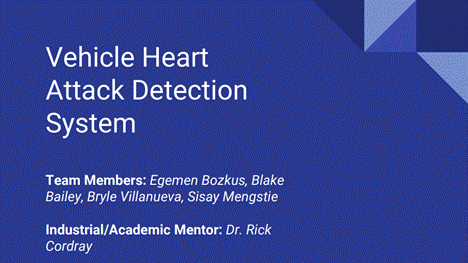 Vehicle Heart
Attack Detection
System
Team Members: Egemen Bozkus, Blake
Bailey, Bryle Villanueva, Sisay Mengstie
Industrial/Academic Mentor: Dr. Rick
Cordray